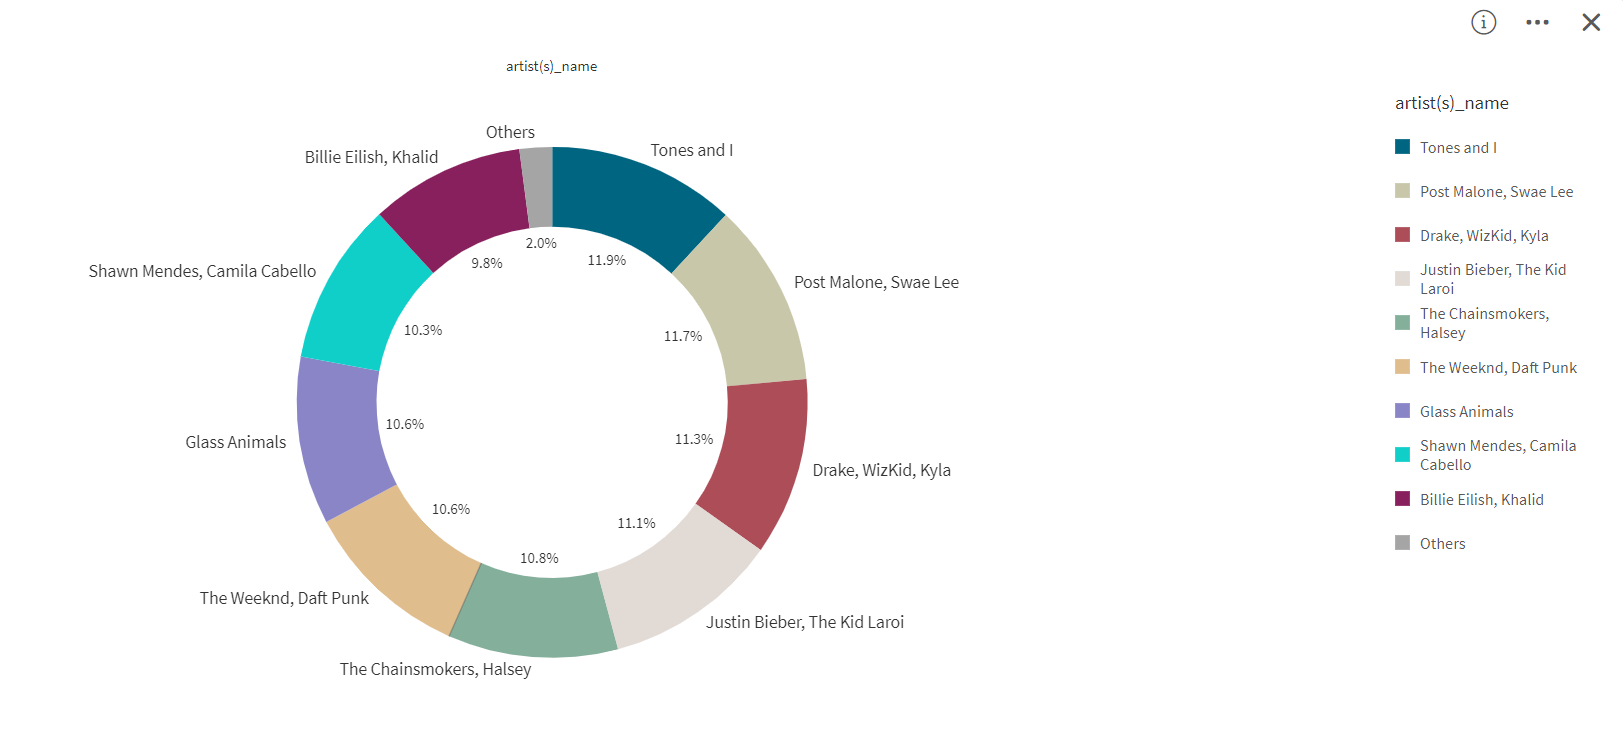 artist(s)_name
Others
Tones and I
Billie Eilish, Khalid
2.0%
11.9%
9.8%
Shawn Mendes, Camila Cabello
Post Malone, Swae Lee
10.3%
11.7%
10.6%
11.3%
Glass Animals
Drake, WizKid, Kyla
10.6%
11.1%
10.8%
The Weeknd, Daft Punk
Justin Bieber, The Kid Laroi
The Chainsmokers, Halsey
artist(s)_name
Tones and I
Post Malone, Swae Lee
Drake, WizKid, Kyla
Justin Bieber, The Kid
Laroi
The Chainsmokers,
Halsey
The Weeknd, Daft Punk
Glass Animals
Shawn Mendes, Camila
Cabello
Billie Eilish, Khalid
Others